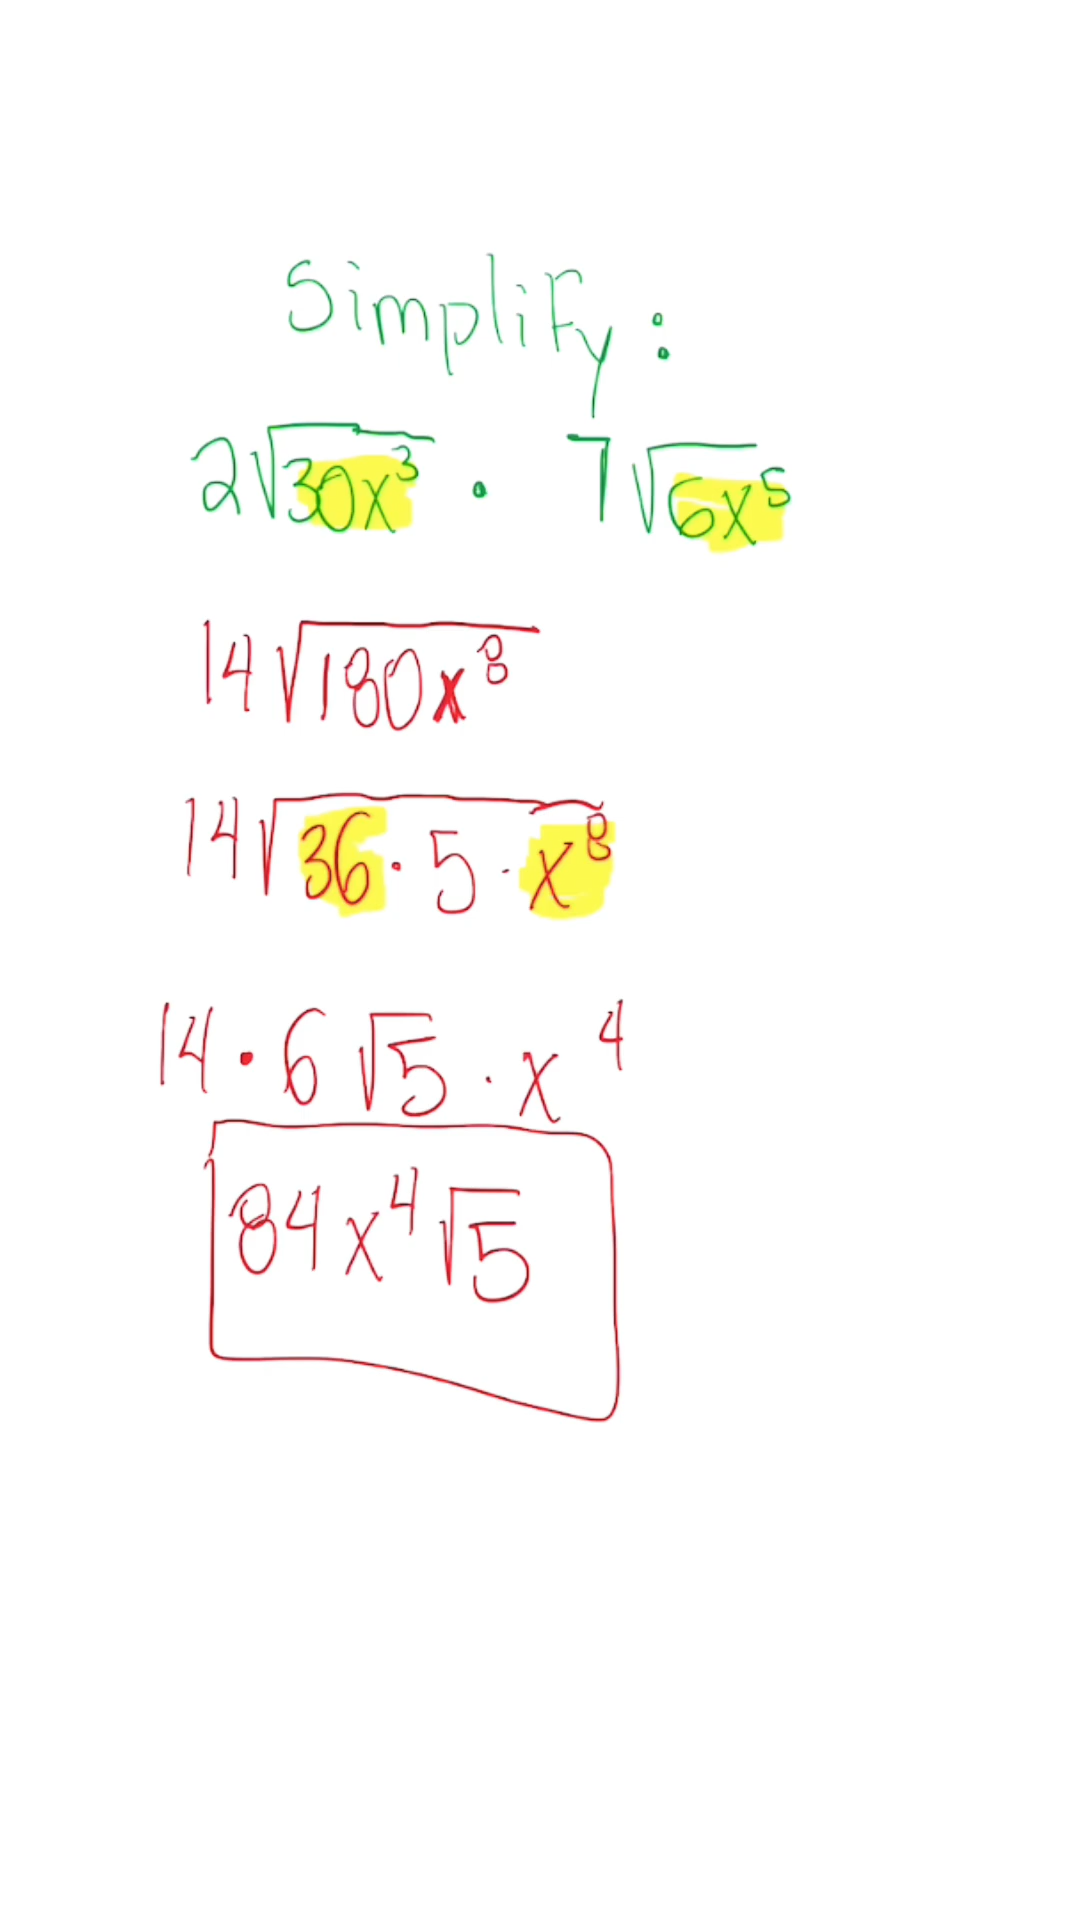 Simplify:
2√30x³ · 7√6x⁵
14√180x⁸
14√36·5·x⁸
14·6√5·x⁴
84x⁴√5